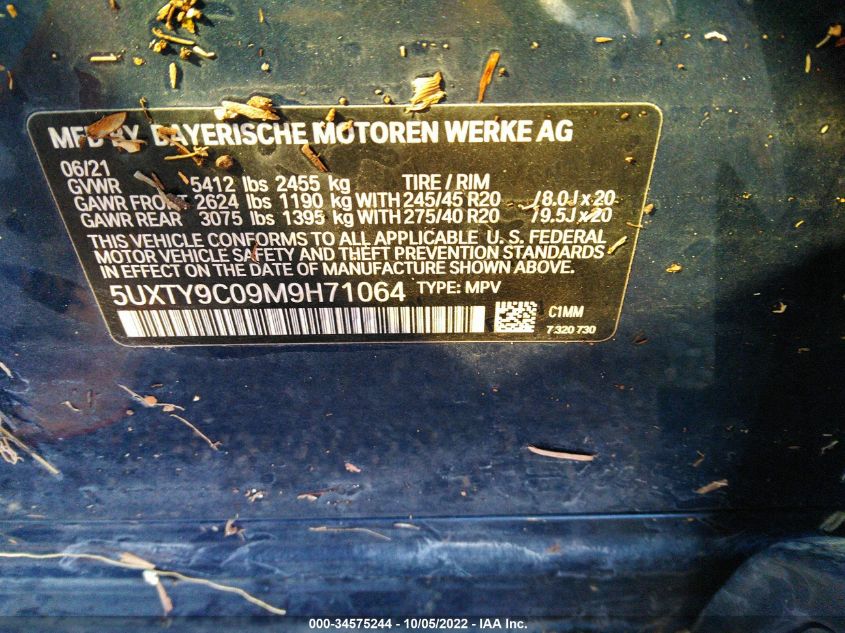 MFD BY. BAYERISCHE MOTOREN WERKE AG
06/21
GVWR 5412 lbs 2455 kg TIRE / RIM
GAWR FRONT 2624 lbs 1190 kg WITH 245/45 R20 /8.0J x 20
GAWR REAR 3075 lbs 1395 kg WITH 275/40 R20 /9.5J x 20
THIS VEHICLE CONFORMS TO ALL APPLICABLE U. S. FEDERAL
MOTOR VEHICLE SAFETY AND THEFT PREVENTION STANDARDS
IN EFFECT ON THE DATE OF MANUFACTURE SHOWN ABOVE.
5UXTY9C09M9H71064 TYPE: MPV
C1MM
7 320 730
000-34575244 - 10/05/2022 - IAA Inc.